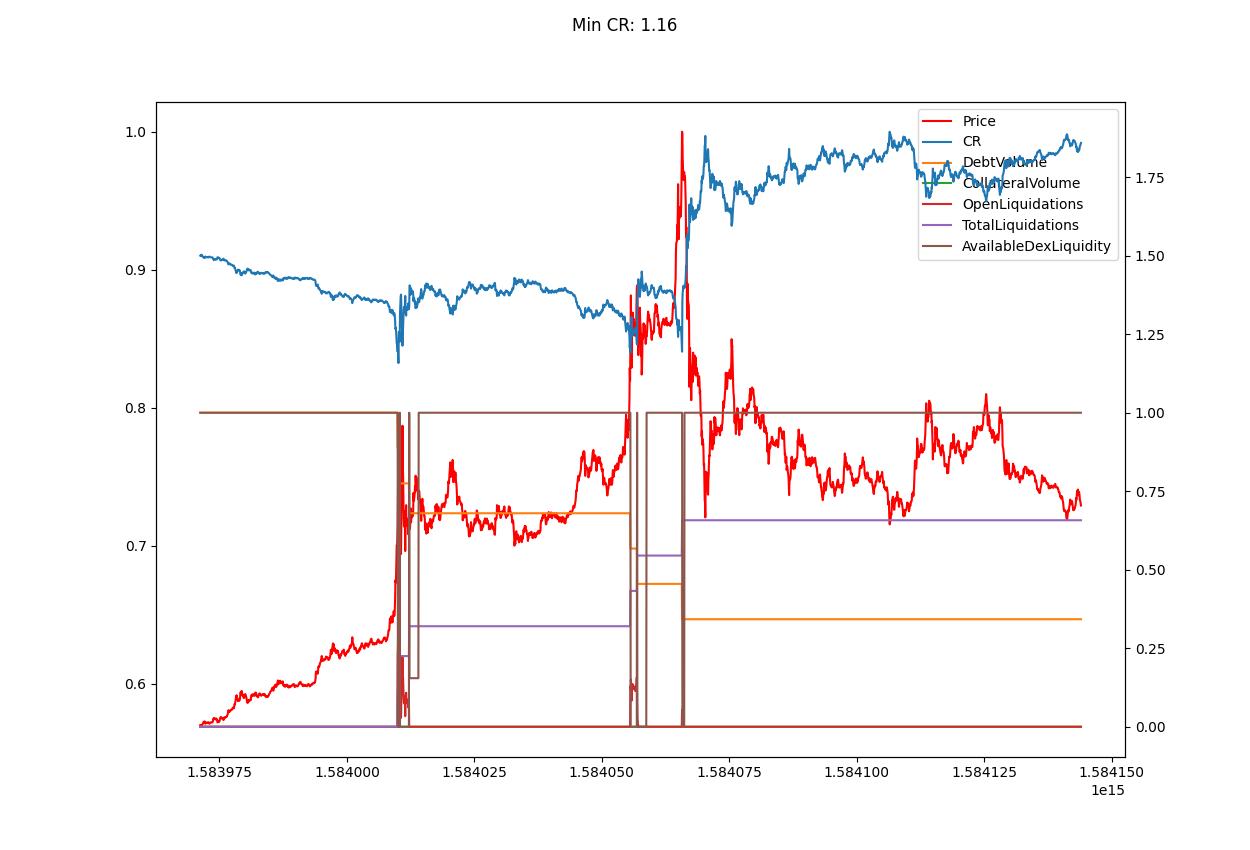 Min CR: 1.16
1.0
0.9
0.8
0.7
0.6
Price
CR
DebtVolume
CollateralVolume
OpenLiquidations
TotalLiquidations
AvailableDexLiquidity
1.75
1.50
1.25
1.00
0.75
0.50
0.25
0.00
1.583975
1.584000
1.584025
1.584050
1.584075
1.584100
1.584125
1.584150
1e15